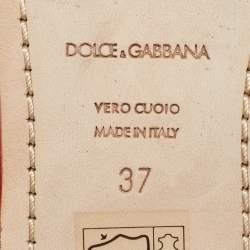 DOLCE & GABBANA
VERO CUOIO
MADE IN ITALY
37